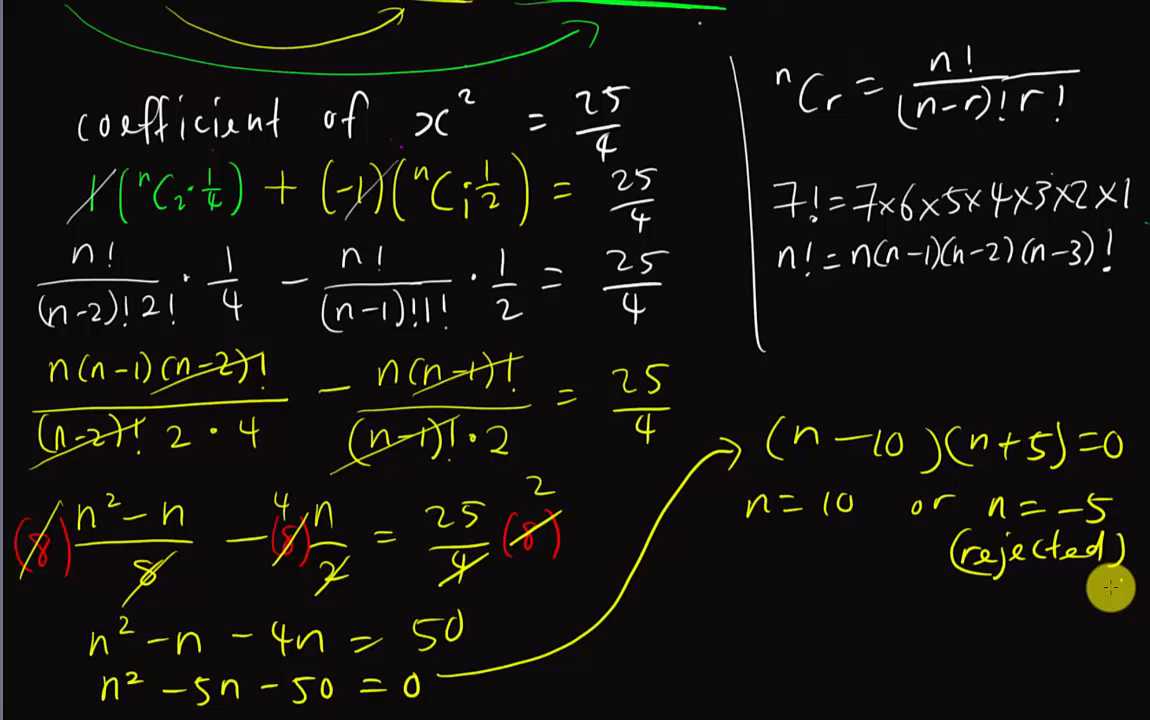 coefficient of x² = 25/4
1(ⁿC₂·1/4) + (-1)(ⁿC₁·1/2) = 25/4
n!/((n-2)!2!) · 1/4 - n!/((n-1)!1!) · 1/2 = 25/4
n(n-1)(n-2)!/((n-2)! 2 · 4) - n(n-1)!/((n-1)! · 2) = 25/4
(8) (n² - n)/8 - 4 (8) n/2 = 25/4 (8) 2
n² - n - 4n = 50
n² - 5n - 50 = 0
ⁿCr = n!/((n-r)! r!)
7! = 7×6×5×4×3×2×1
n! = n(n-1)(n-2)(n-3)!
(n - 10)(n + 5) = 0
n = 10 or n = -5
(rejected)